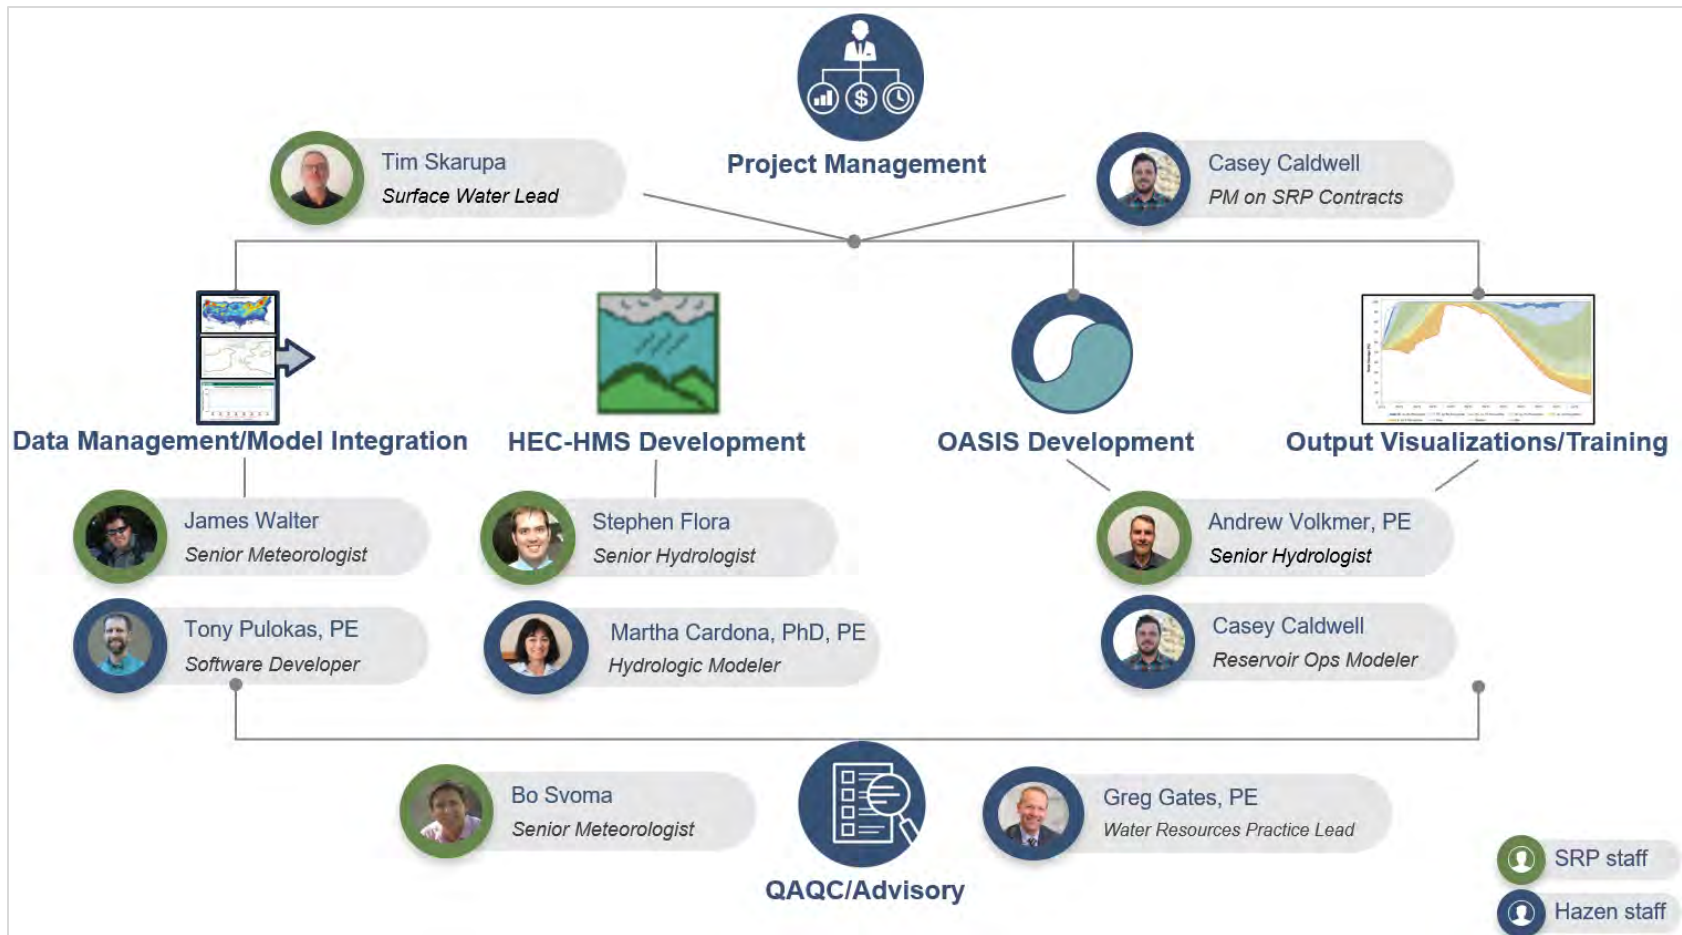 Project Management
Tim Skarupa
Surface Water Lead
Casey Caldwell
PM on SRP Contracts
Data Management/Model Integration
HEC-HMS Development
OASIS Development
Output Visualizations/Training
James Walter
Senior Meteorologist
Stephen Flora
Senior Hydrologist
Andrew Volkmer, PE
Senior Hydrologist
Tony Pulokas, PE
Software Developer
Martha Cardona, PhD, PE
Hydrologic Modeler
Casey Caldwell
Reservoir Ops Modeler
Bo Svoma
Senior Meteorologist
Greg Gates, PE
Water Resources Practice Lead
QAQC/Advisory
SRP staff
Hazen staff